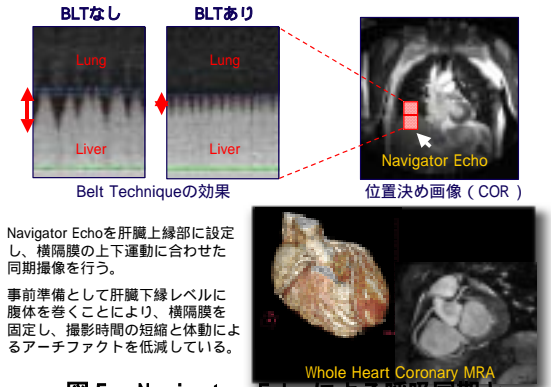 BLTなし
BLTあり
Lung
Lung
Liver
Liver
Navigator Echo
Belt Techniqueの効果
位置決め画像 ( COR )
Navigator Echoを肝臓上縁部に設定
し、横隔膜の上下運動に合わせた
同期撮像を行う。
事前準備として肝臓下縁レベルに
腹体を巻くことにより、横隔膜を
固定し、撮影時間の短縮と体動によ
るアーチファクトを低減している。
Whole Heart Coronary MRA